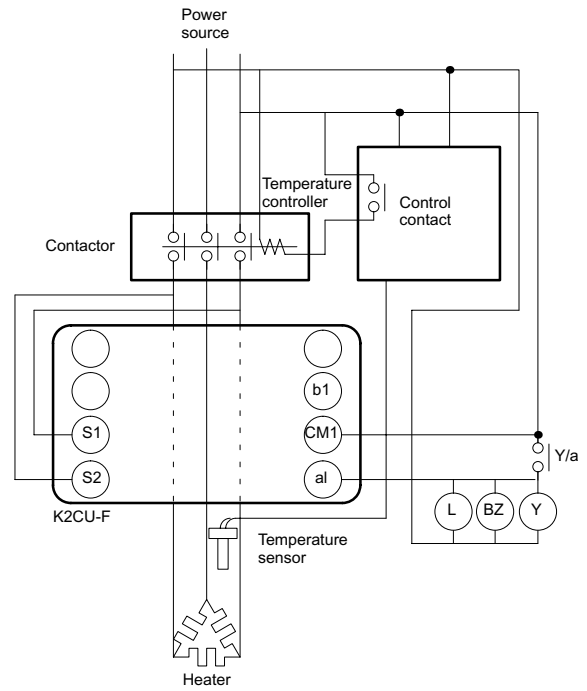 Power
source
Temperature
controller
Control
contact
Contactor
b1
S1
CM1
Y/a
S2
al
L
BZ
Y
K2CU-F
Temperature
sensor
Heater